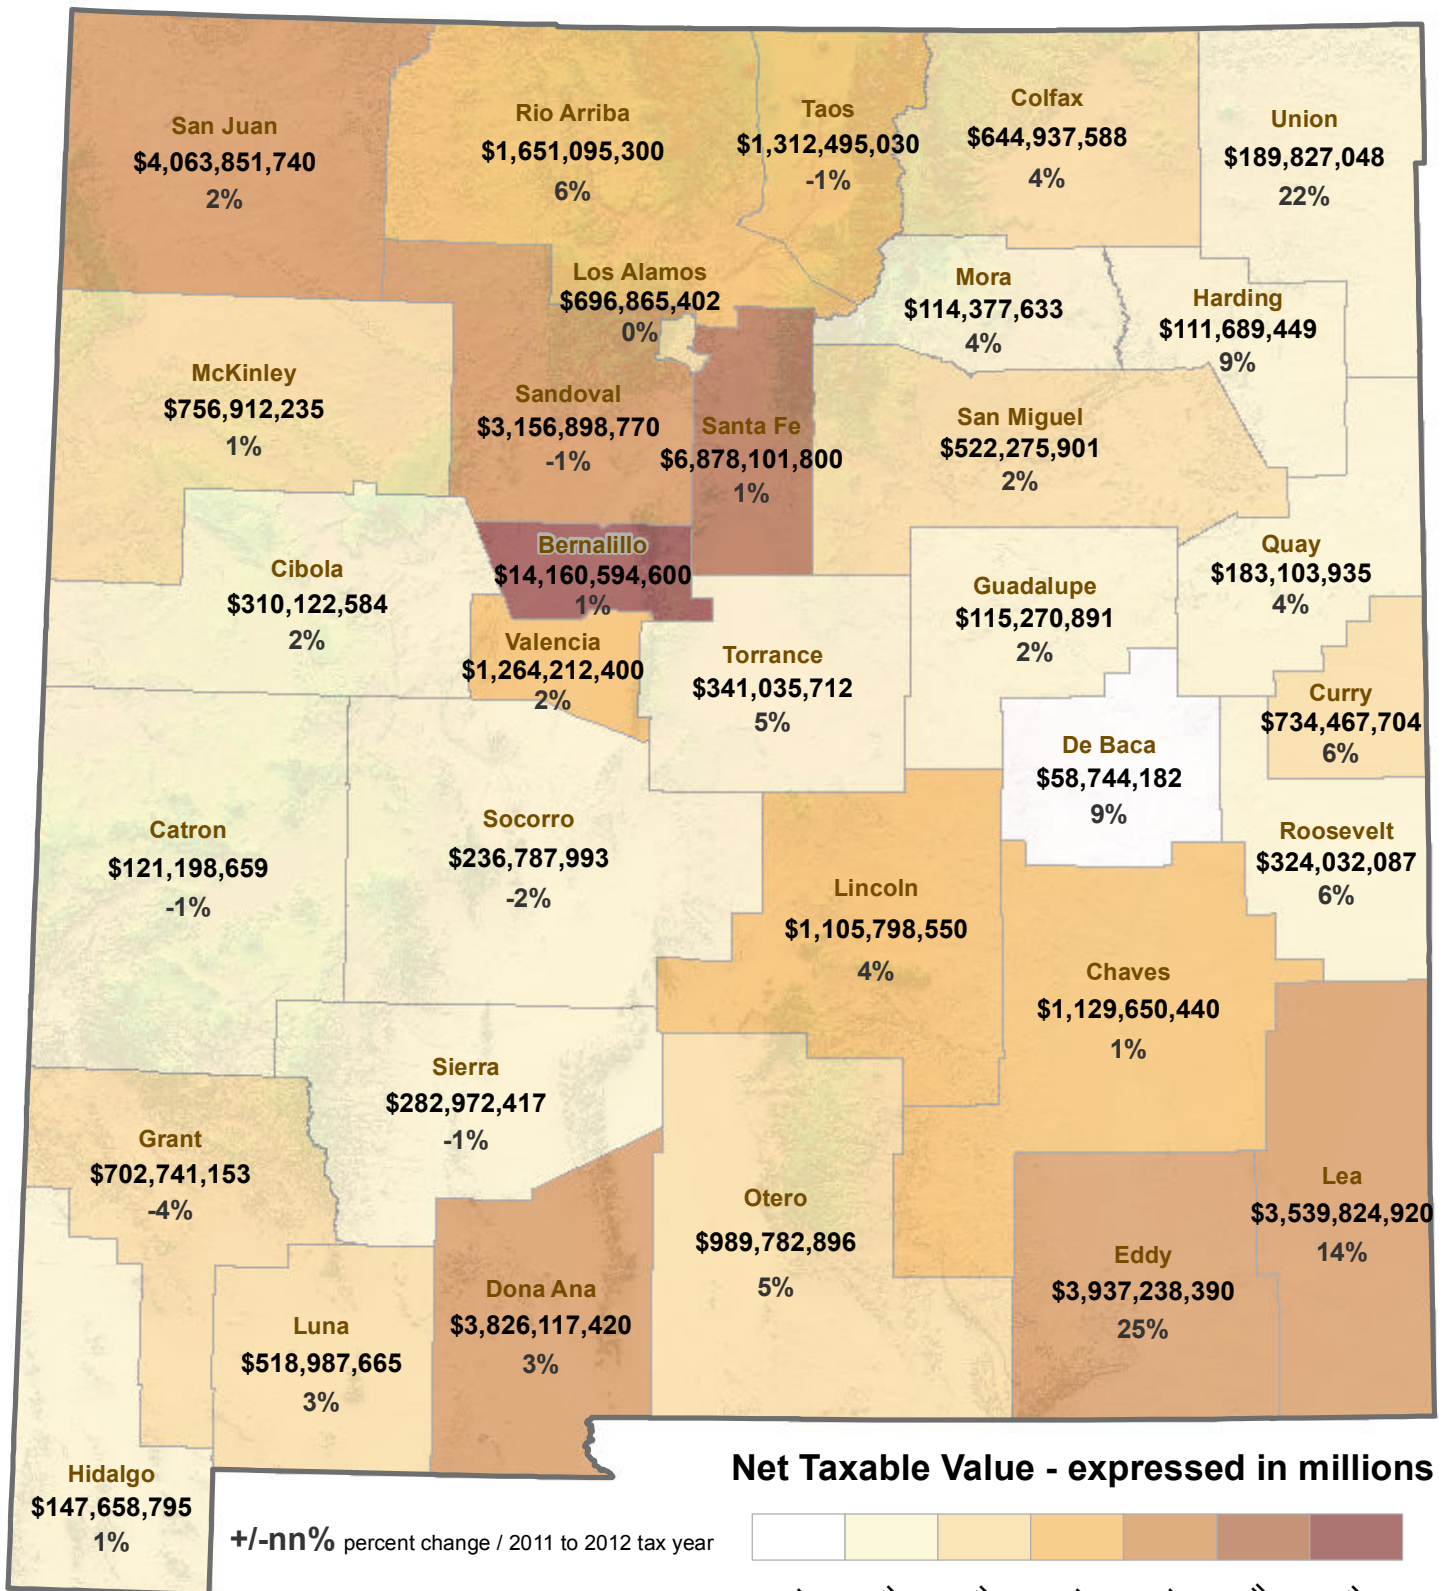 San Juan
$4,063,851,740
2%
Rio Arriba
$1,651,095,300
6%
Taos
$1,312,495,030
-1%
Colfax
$644,937,588
4%
Union
$189,827,048
22%
Los Alamos
$696,865,402
0%
Mora
$114,377,633
4%
Harding
$111,689,449
9%
McKinley
$756,912,235
1%
Sandoval
$3,156,898,770
-1%
Santa Fe
$6,878,101,800
1%
San Miguel
$522,275,901
2%
Cibola
$310,122,584
2%
Bernalillo
$14,160,594,600
1%
Valencia
$1,264,212,400
2%
Torrance
$341,035,712
5%
Guadalupe
$115,270,891
2%
Quay
$183,103,935
4%
Curry
$734,467,704
6%
De Baca
$58,744,182
9%
Roosevelt
$324,032,087
6%
Catron
$121,198,659
-1%
Socorro
$236,787,993
-2%
Lincoln
$1,105,798,550
4%
Chaves
$1,129,650,440
1%
Sierra
$282,972,417
-1%
Grant
$702,741,153
-4%
Otero
$989,782,896
5%
Lea
$3,539,824,920
14%
Eddy
$3,937,238,390
25%
Dona Ana
$3,826,117,420
3%
Luna
$518,987,665
3%
Hidalgo
$147,658,795
1%
Net Taxable Value - expressed in millions
+/-nn% percent change / 2011 to 2012 tax year